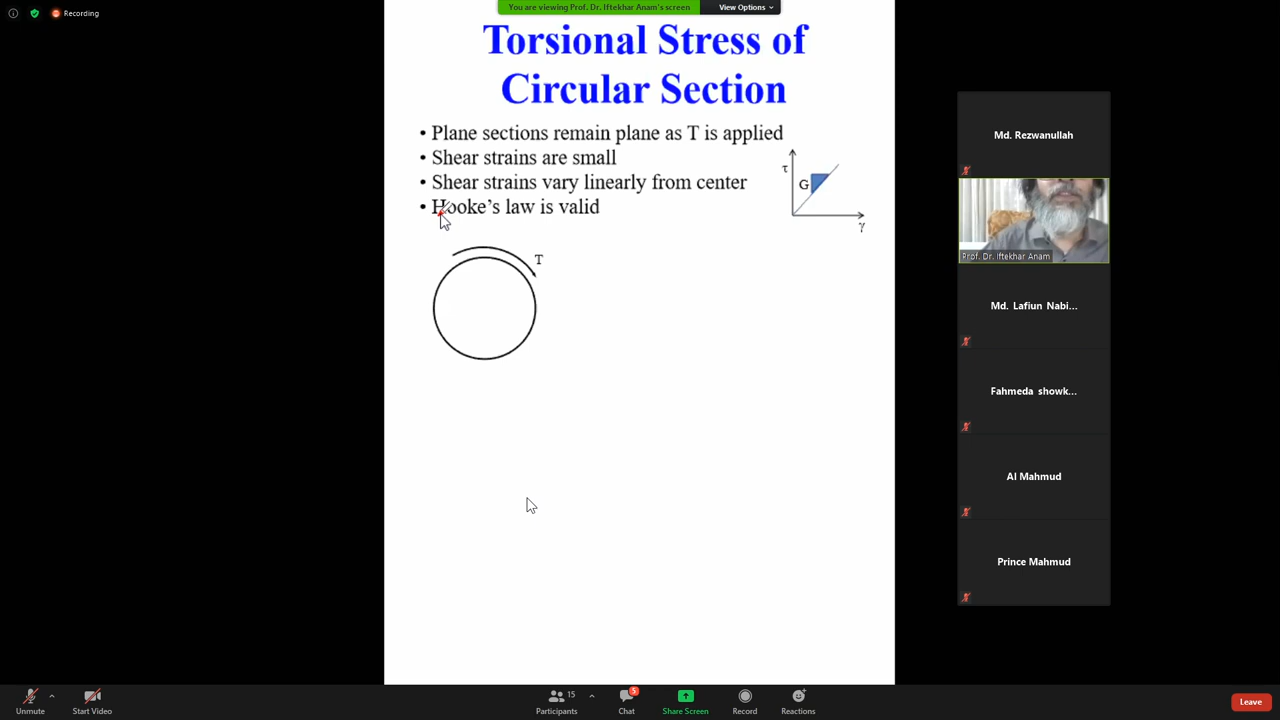 Recording
You are viewing Prof. Dr. Iftekhar Anam's screen
View Options
Torsional Stress of
Circular Section
• Plane sections remain plane as T is applied
• Shear strains are small
• Shear strains vary linearly from center
• Hooke's law is valid
τ
G
γ
T
Md. Rezwanullah
Prof. Dr. Iftekhar Anam
Md. Lafiun Nabi...
Fahmeda showk...
Al Mahmud
Prince Mahmud
Unmute
Start Video
15
Participants
5
Chat
Share Screen
Record
Reactions
Leave